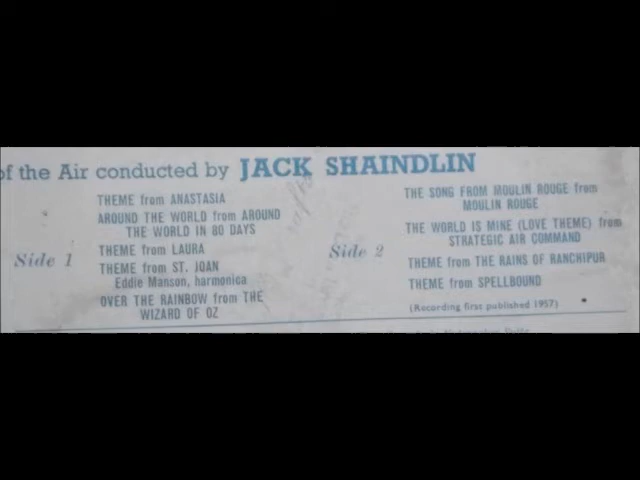 of the Air conducted by JACK SHAINDLIN
Side 1
THEME from ANASTASIA
AROUND THE WORLD from AROUND
THE WORLD IN 80 DAYS
THEME from LAURA
THEME from ST. JOAN
Eddie Manson, harmonica
OVER THE RAINBOW from THE
WIZARD OF OZ
Side 2
THE SONG FROM MOULIN ROUGE from
MOULIN ROUGE
THE WORLD IS MINE (LOVE THEME) from
STRATEGIC AIR COMMAND
THEME from THE RAINS OF RANCHIPUR
THEME from SPELLBOUND
(Recording first published 1957)